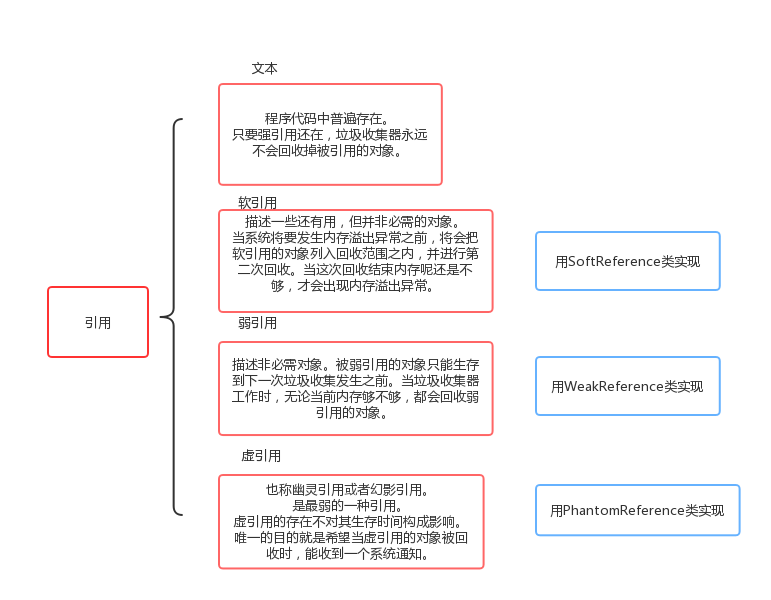 文本
程序代码中普遍存在。
只要强引用还在，垃圾收集器永远
不会回收掉被引用的对象。
软引用
描述一些还有用，但并非必需的对象。
当系统将要发生内存溢出异常之前，将会把
软引用的对象列入回收范围之内，并进行第
二次回收。当这次回收结束内存呢还是不
够，才会出现内存溢出异常。
用SoftReference类实现
引用
弱引用
描述非必需对象。被弱引用的对象只能生存
到下一次垃圾收集发生之前。当垃圾收集器
工作时，无论当前内存够不够，都会回收弱
引用的对象。
用WeakReference类实现
虚引用
也称幽灵引用或者幻影引用。
是最弱的一种引用。
虚引用的存在不对其生存时间构成影响。
唯一的目的就是希望当虚引用的对象被回
收时，能收到一个系统通知。
用PhantomReference类实现